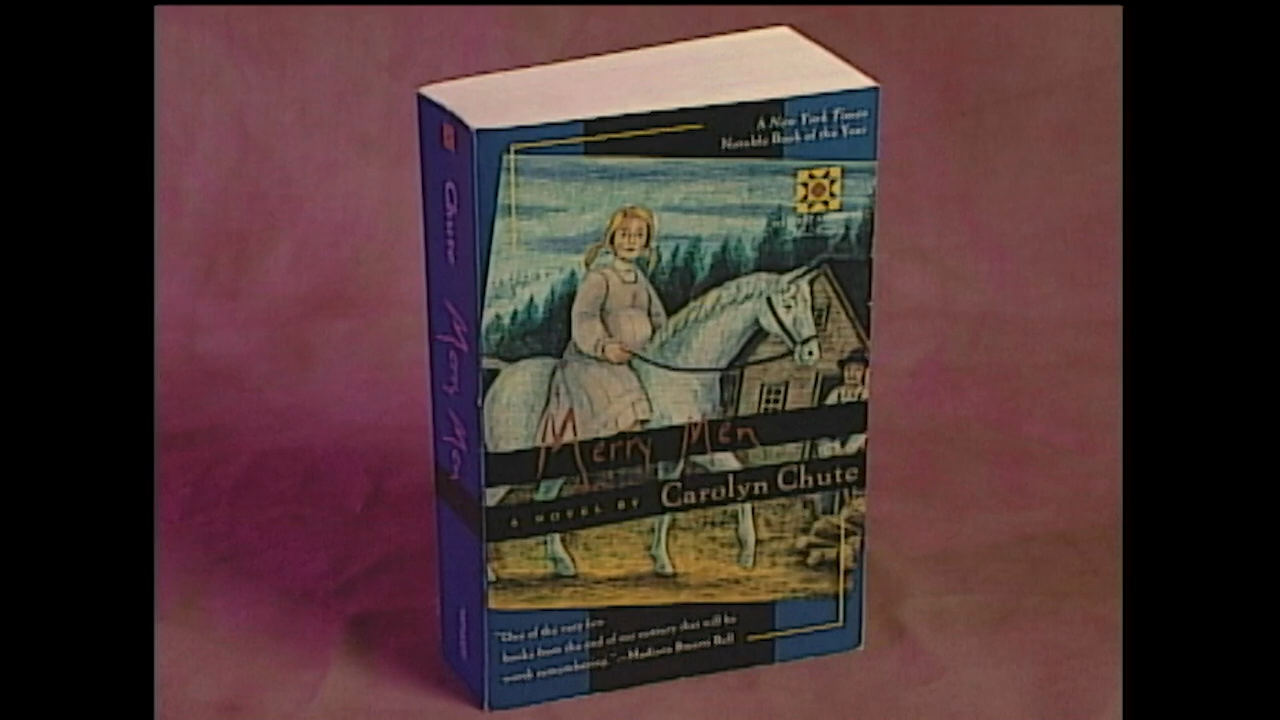 Chute Merry Men
A New York Times
Notable Book of the Year
Merry Men
A NOVEL BY Carolyn Chute
"One of the very few
books from the end of our century that will be
worth remembering." —Madison Smartt Bell